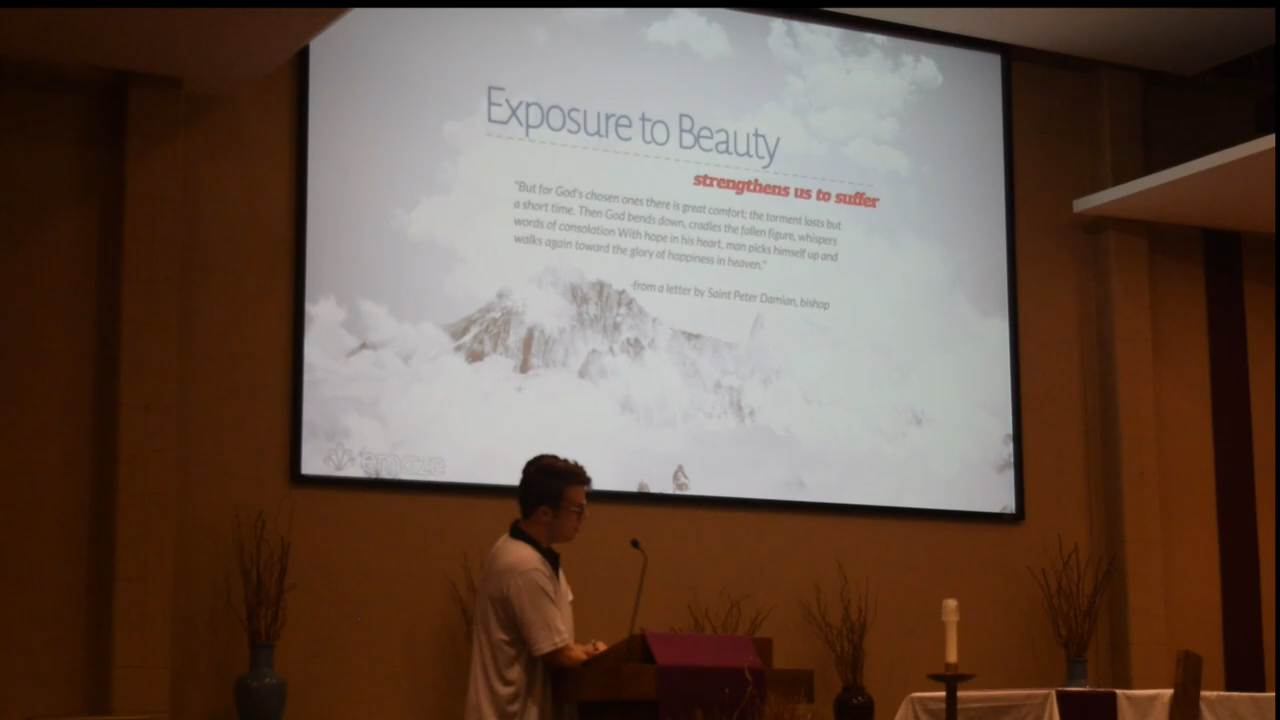 Exposure to Beauty
strengthens us to suffer
"But for God's chosen ones there is great comfort; the torment lasts but
a short time. Then God bends down, cradles the fallen figure, whispers
words of consolation With hope in his heart, man picks himself up and
walks again toward the glory of happiness in heaven."
-from a letter by Saint Peter Damian, bishop
emaze